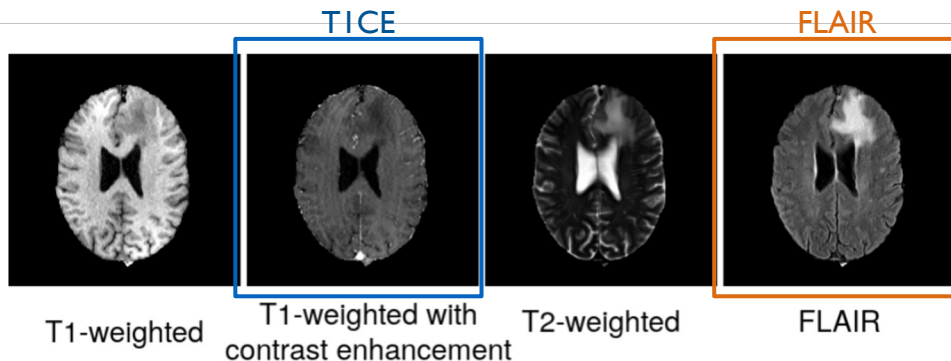 T1CE
FLAIR
T1-weighted
T1-weighted with
contrast enhancement
T2-weighted
FLAIR